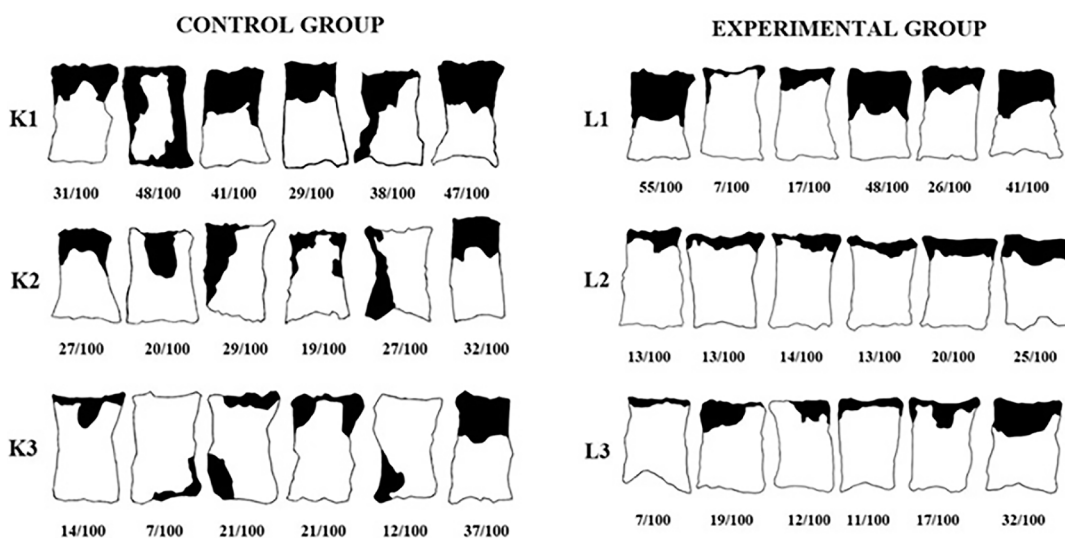 CONTROL GROUP
K1
31/100 48/100 41/100 29/100 38/100 47/100
K2
27/100 20/100 29/100 19/100 27/100 32/100
K3
14/100 7/100 21/100 21/100 12/100 37/100
EXPERIMENTAL GROUP
L1
55/100 7/100 17/100 48/100 26/100 41/100
L2
13/100 13/100 14/100 13/100 20/100 25/100
L3
7/100 19/100 12/100 11/100 17/100 32/100